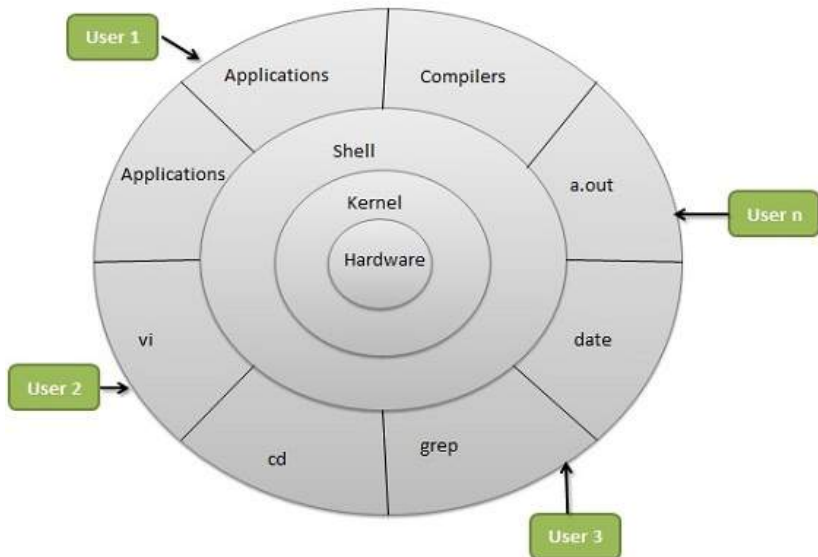 User 1
Applications
Compilers
Shell
Applications
a.out
Kernel
User n
Hardware
vi
date
User 2
cd
grep
User 3